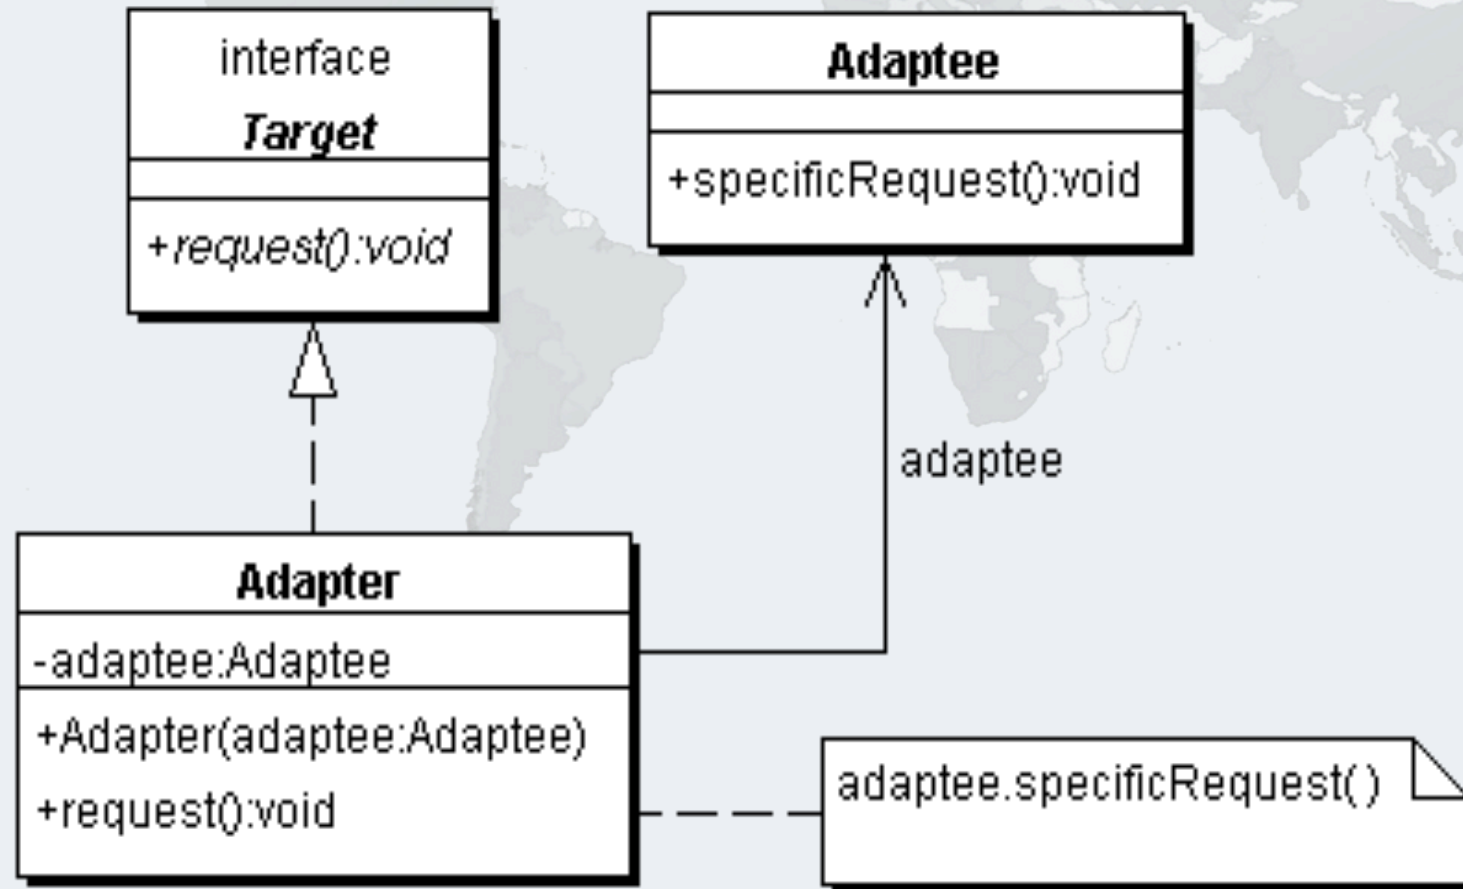 interface
Target
+request():void
Adaptee
+specificRequest():void
adaptee
Adapter
-adaptee:Adaptee
+Adapter(adaptee:Adaptee)
+request():void
adaptee.specificRequest( )